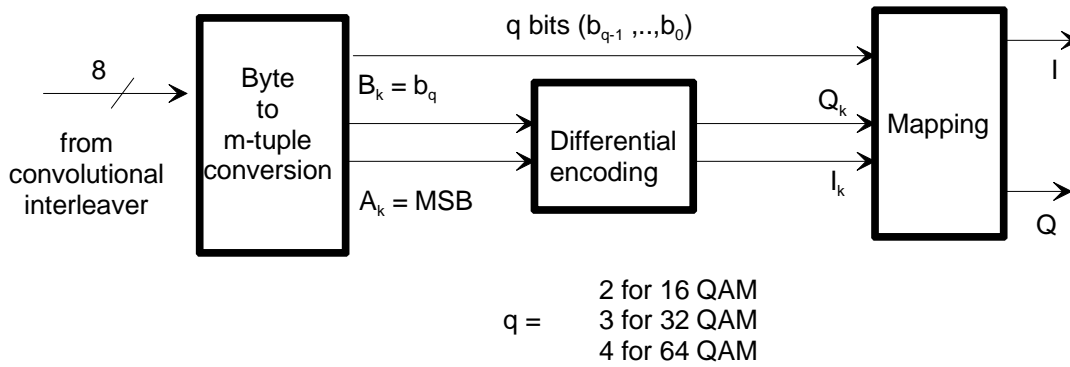 8
from
convolutional
interleaver
Byte
to
m-tuple
conversion
q bits (b_{q-1} ,..,b_0)
B_k = b_q
A_k = MSB
Differential
encoding
Q_k
I_k
Mapping
I
Q
q =
2 for 16 QAM
3 for 32 QAM
4 for 64 QAM